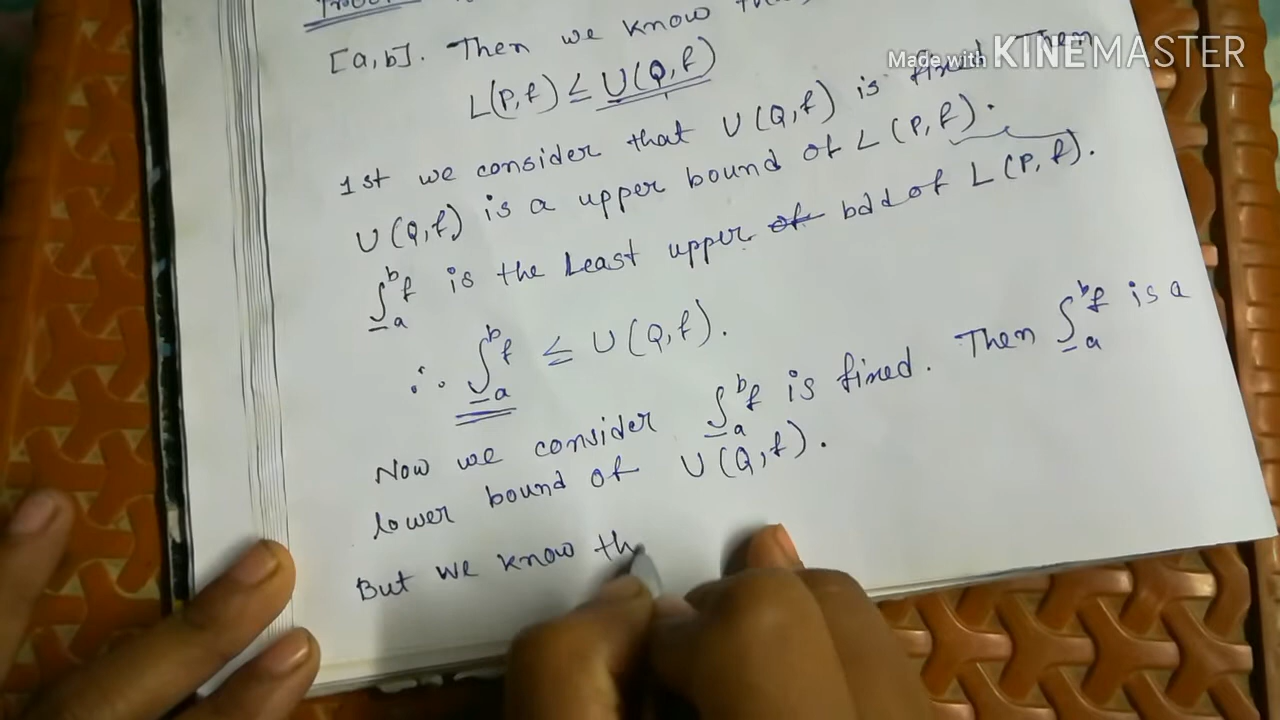 Proof
[a,b]. Then we know
L(P,f) ≤ U(Q,f)
1st we consider that U(Q,f) is fixed Then
U(Q,f) is a upper bound of L(P,f).
∫_a^b f is the Least upper of bdd of L(P,f).
∴ ∫_a^b f ≤ U(Q,f).
Now we consider ∫_a^b f is fixed. Then ∫_a^b f is a
lower bound of U(Q,f).
But we know th
Made with KINEMASTER